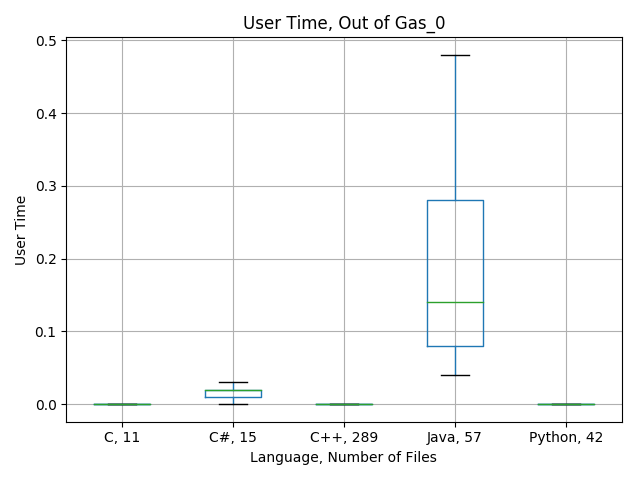 User Time, Out of Gas_0
User Time
0.5
0.4
0.3
0.2
0.1
0.0
C, 11
C#, 15
C++, 289
Java, 57
Python, 42
Language, Number of Files